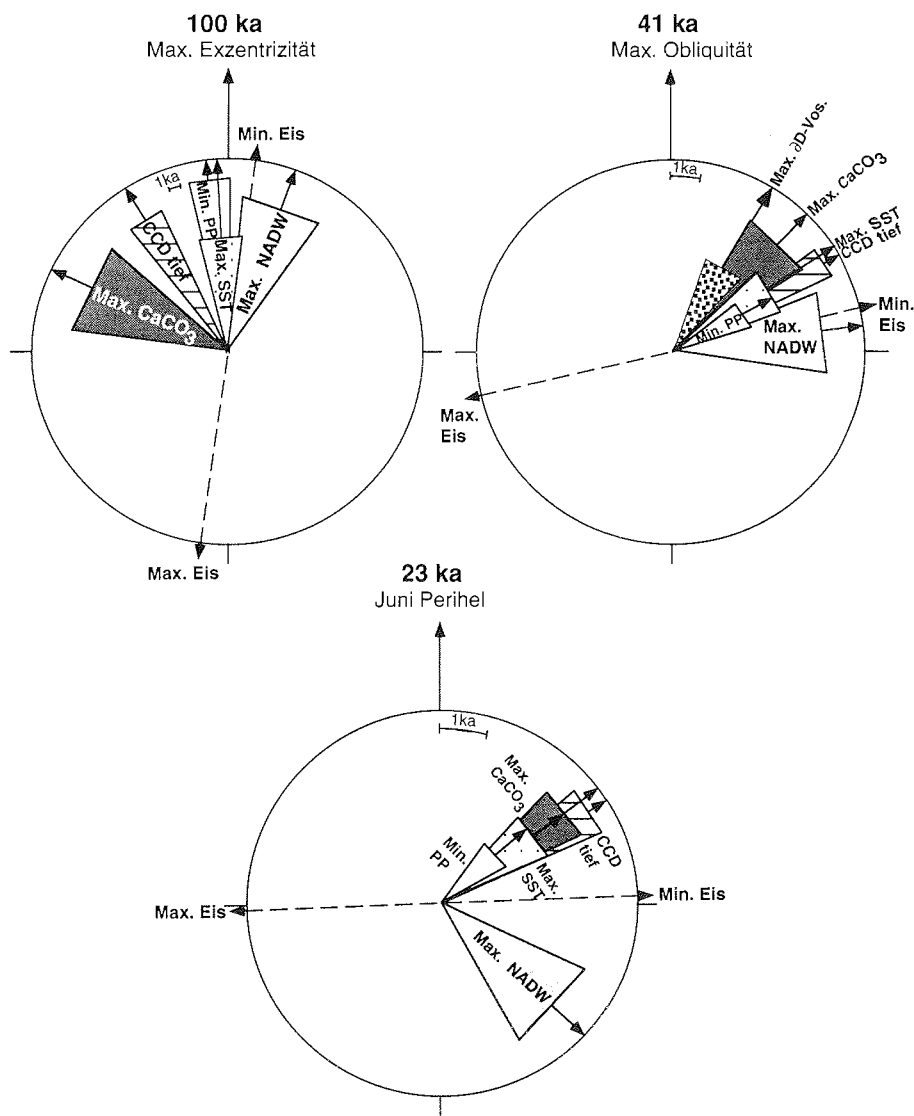 100 ka
Max. Exzentrizität
Min. Eis
1ka
Min. PP
Max. SST
Max. NADW
CCD tief
Max. CaCO₃
Max. Eis
41 ka
Max. Obliquität
1ka
Max. ∂D-Vos.
Max. CaCO₃
Max. SST
CCD tief
Min.
Eis
Min. PP
Max.
NADW
Max.
Eis
23 ka
Juni Perihel
1ka
Max.
CaCO₃
Min.
PP
CCD
tief
Max.
SST
Max. Eis
Min. Eis
Max. NADW